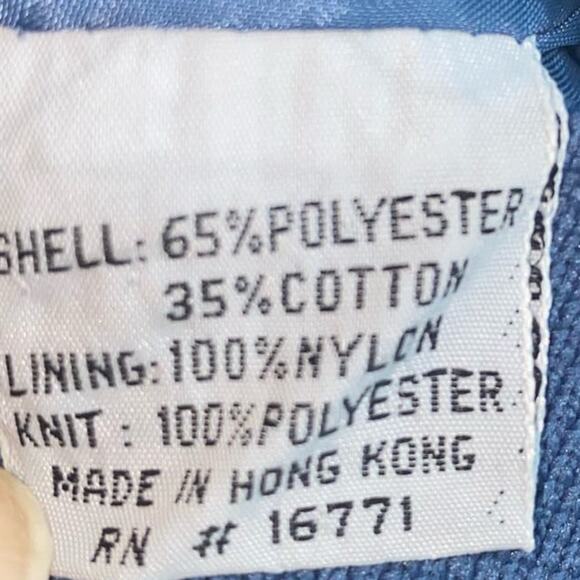 SHELL: 65%POLYESTER
35%COTTON
LINING: 100%NYLON
KNIT : 100%POLYESTER
MADE IN HONG KONG
RN # 16771